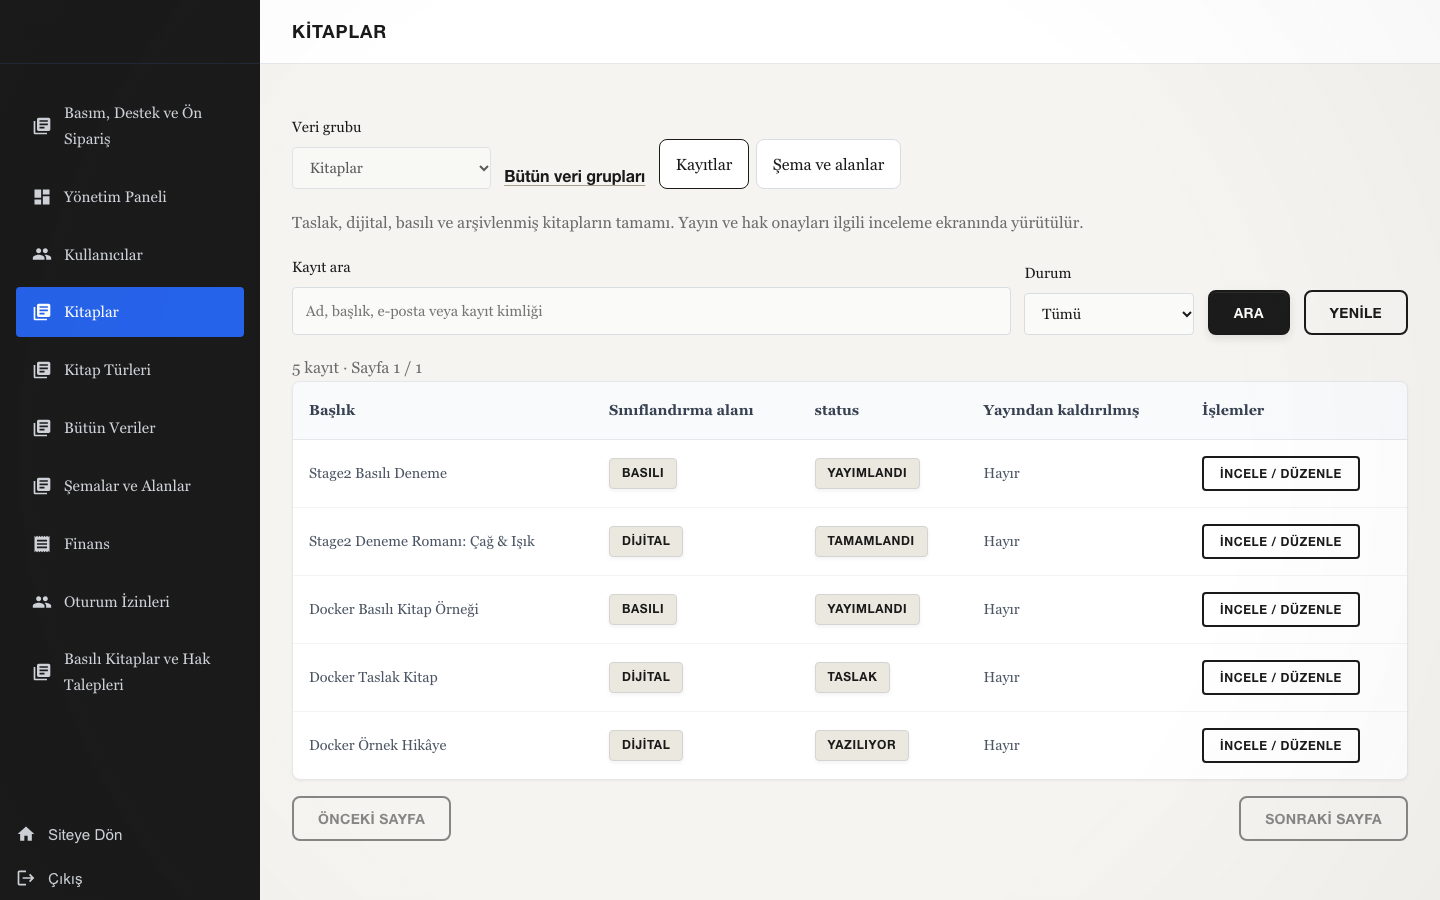 KİTAPLAR
Basım, Destek ve Ön
Sipariş
Yönetim Paneli
Kullanıcılar
Kitaplar
Kitap Türleri
Bütün Veriler
Şemalar ve Alanlar
Finans
Oturum İzinleri
Basılı Kitaplar ve Hak
Talepleri
Siteye Dön
Çıkış
Veri grubu
Kitaplar
Bütün veri grupları
Kayıtlar
Şema ve alanlar
Taslak, dijital, basılı ve arşivlenmiş kitapların tamamı. Yayın ve hak onayları ilgili inceleme ekranında yürütülür.
Kayıt ara
Durum
Ad, başlık, e-posta veya kayıt kimliği
Tümü
ARA
YENİLE
5 kayıt · Sayfa 1 / 1
Başlık Sınıflandırma alanı status Yayından kaldırılmış İşlemler
Stage2 Basılı Deneme BASILI YAYIMLANDI Hayır İNCELE / DÜZENLE
Stage2 Deneme Romanı: Çağ & Işık DİJİTAL TAMAMLANDI Hayır İNCELE / DÜZENLE
Docker Basılı Kitap Örneği BASILI YAYIMLANDI Hayır İNCELE / DÜZENLE
Docker Taslak Kitap DİJİTAL TASLAK Hayır İNCELE / DÜZENLE
Docker Örnek Hikâye DİJİTAL YAZILIYOR Hayır İNCELE / DÜZENLE
ÖNCEKİ SAYFA
SONRAKİ SAYFA